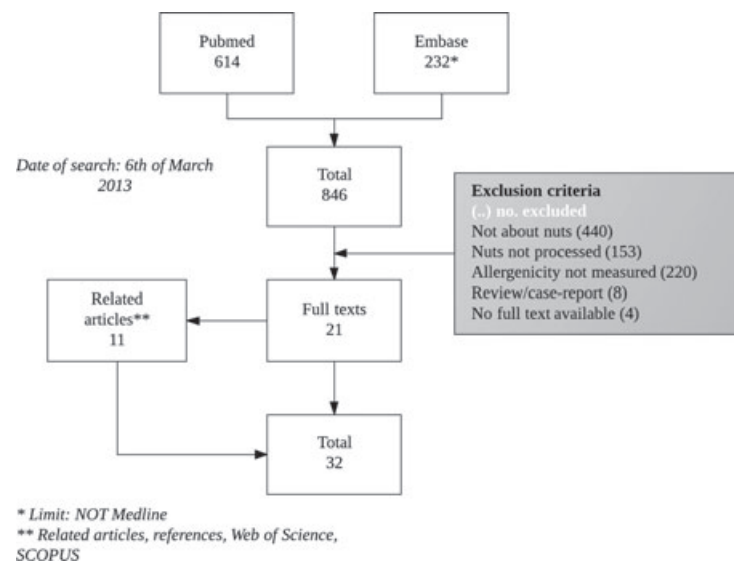 Pubmed
614
Embase
232*
Date of search: 6th of March
2013
Total
846
Exclusion criteria
(..) no. excluded
Not about nuts (440)
Nuts not processed (153)
Allergenicity not measured (220)
Review/case-report (8)
No full text available (4)
Related
articles**
11
Full texts
21
Total
32
* Limit: NOT Medline
** Related articles, references, Web of Science,
SCOPUS